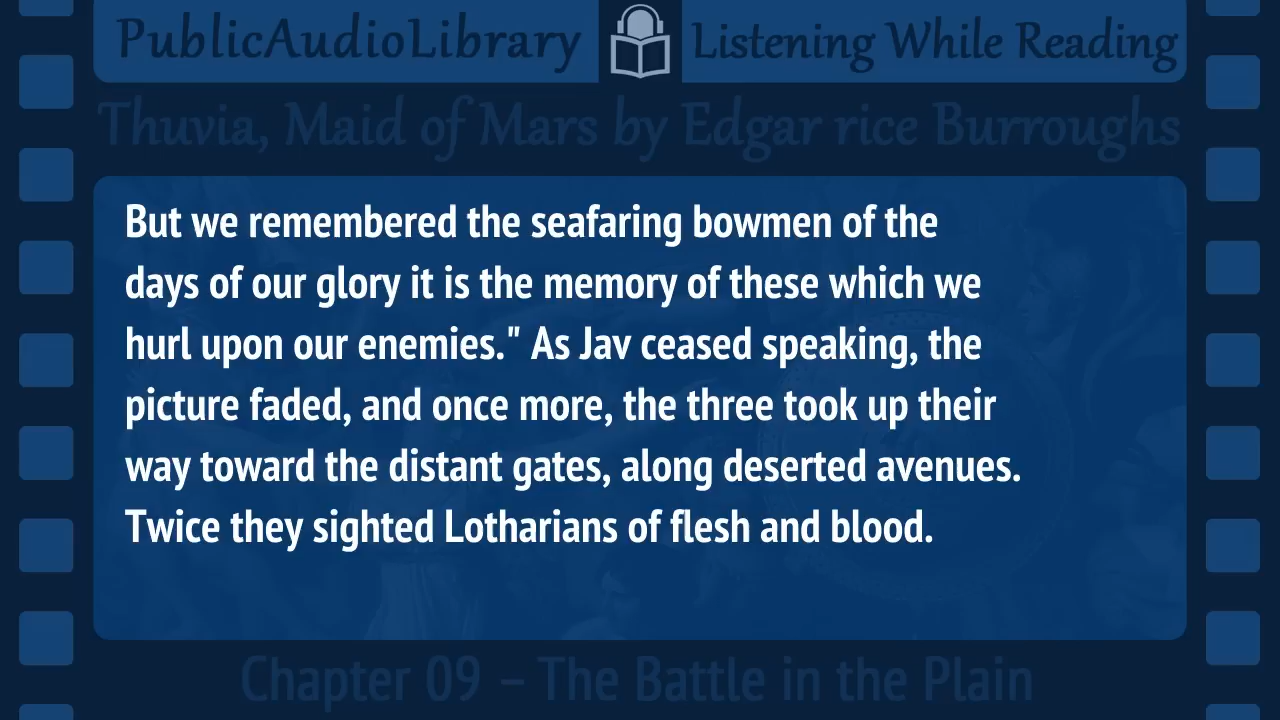 PublicAudioLibrary Listening While Reading
Thuvia, Maid of Mars by Edgar rice Burroughs
But we remembered the seafaring bowmen of the
days of our glory it is the memory of these which we
hurl upon our enemies." As Jav ceased speaking, the
picture faded, and once more, the three took up their
way toward the distant gates, along deserted avenues.
Twice they sighted Lotharians of flesh and blood.
Chapter 09 – The Battle in the Plain